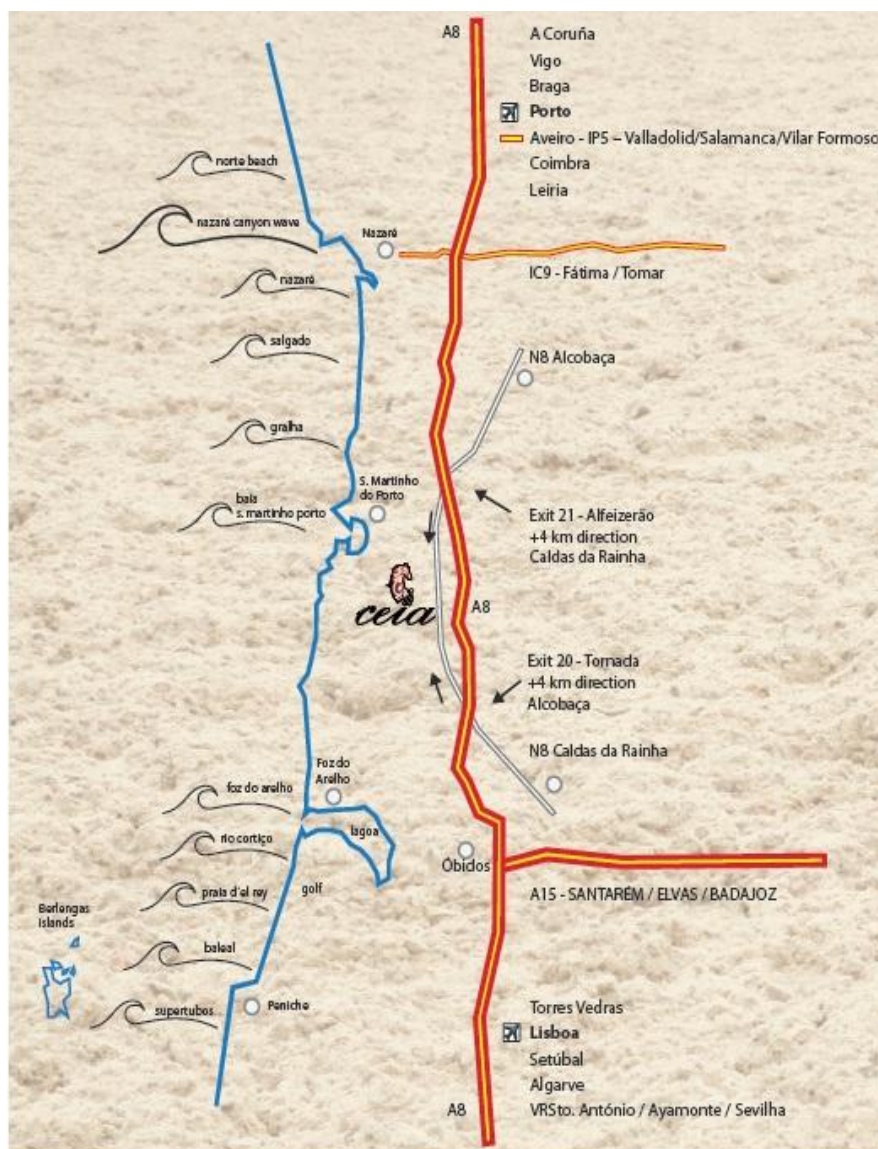 A8
A Coruña
Vigo
Braga
Porto
Aveiro - IP5 – Valladolid/Salamanca/Vilar Formoso
Coimbra
Leiria
norte beach
nazaré canyon wave
Nazaré
nazaré
IC9 - Fátima / Tomar
salgado
N8 Alcobaça
gralha
S. Martinho
do Porto
baía
s. martinho porto
Exit 21 - Alfeizerão
+4 km direction
Caldas da Rainha
ceia
A8
Exit 20 - Tornada
+4 km direction
Alcobaça
N8 Caldas da Rainha
Foz do
Arelho
foz do arelho
lagoa
rio cortiço
Óbidos
golf
praia d'el rey
A15 - SANTARÉM / ELVAS / BADAJOZ
Berlengas
islands
baleal
Peniche
supertubos
Torres Vedras
Lisboa
Setúbal
Algarve
VRSto. António / Ayamonte / Sevilha
A8